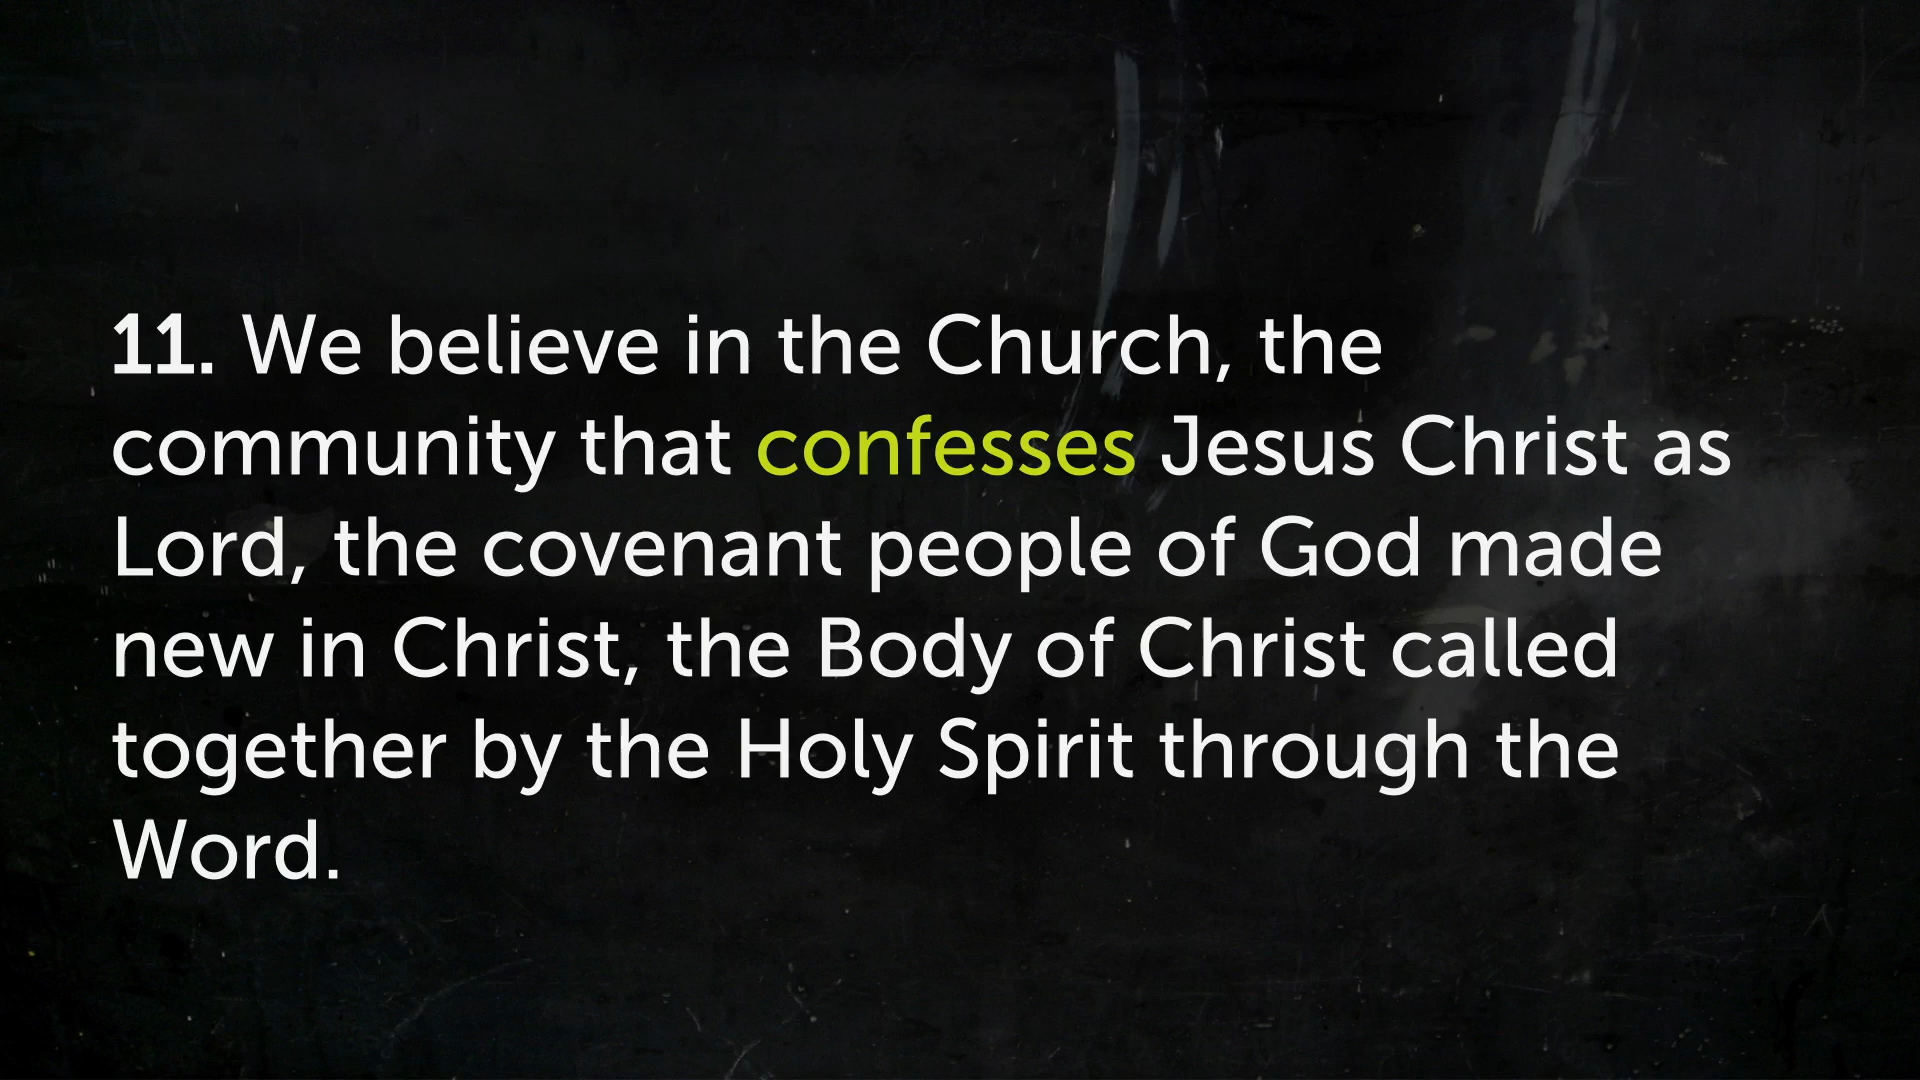 11. We believe in the Church, the
community that confesses Jesus Christ as
Lord, the covenant people of God made
new in Christ, the Body of Christ called
together by the Holy Spirit through the
Word.